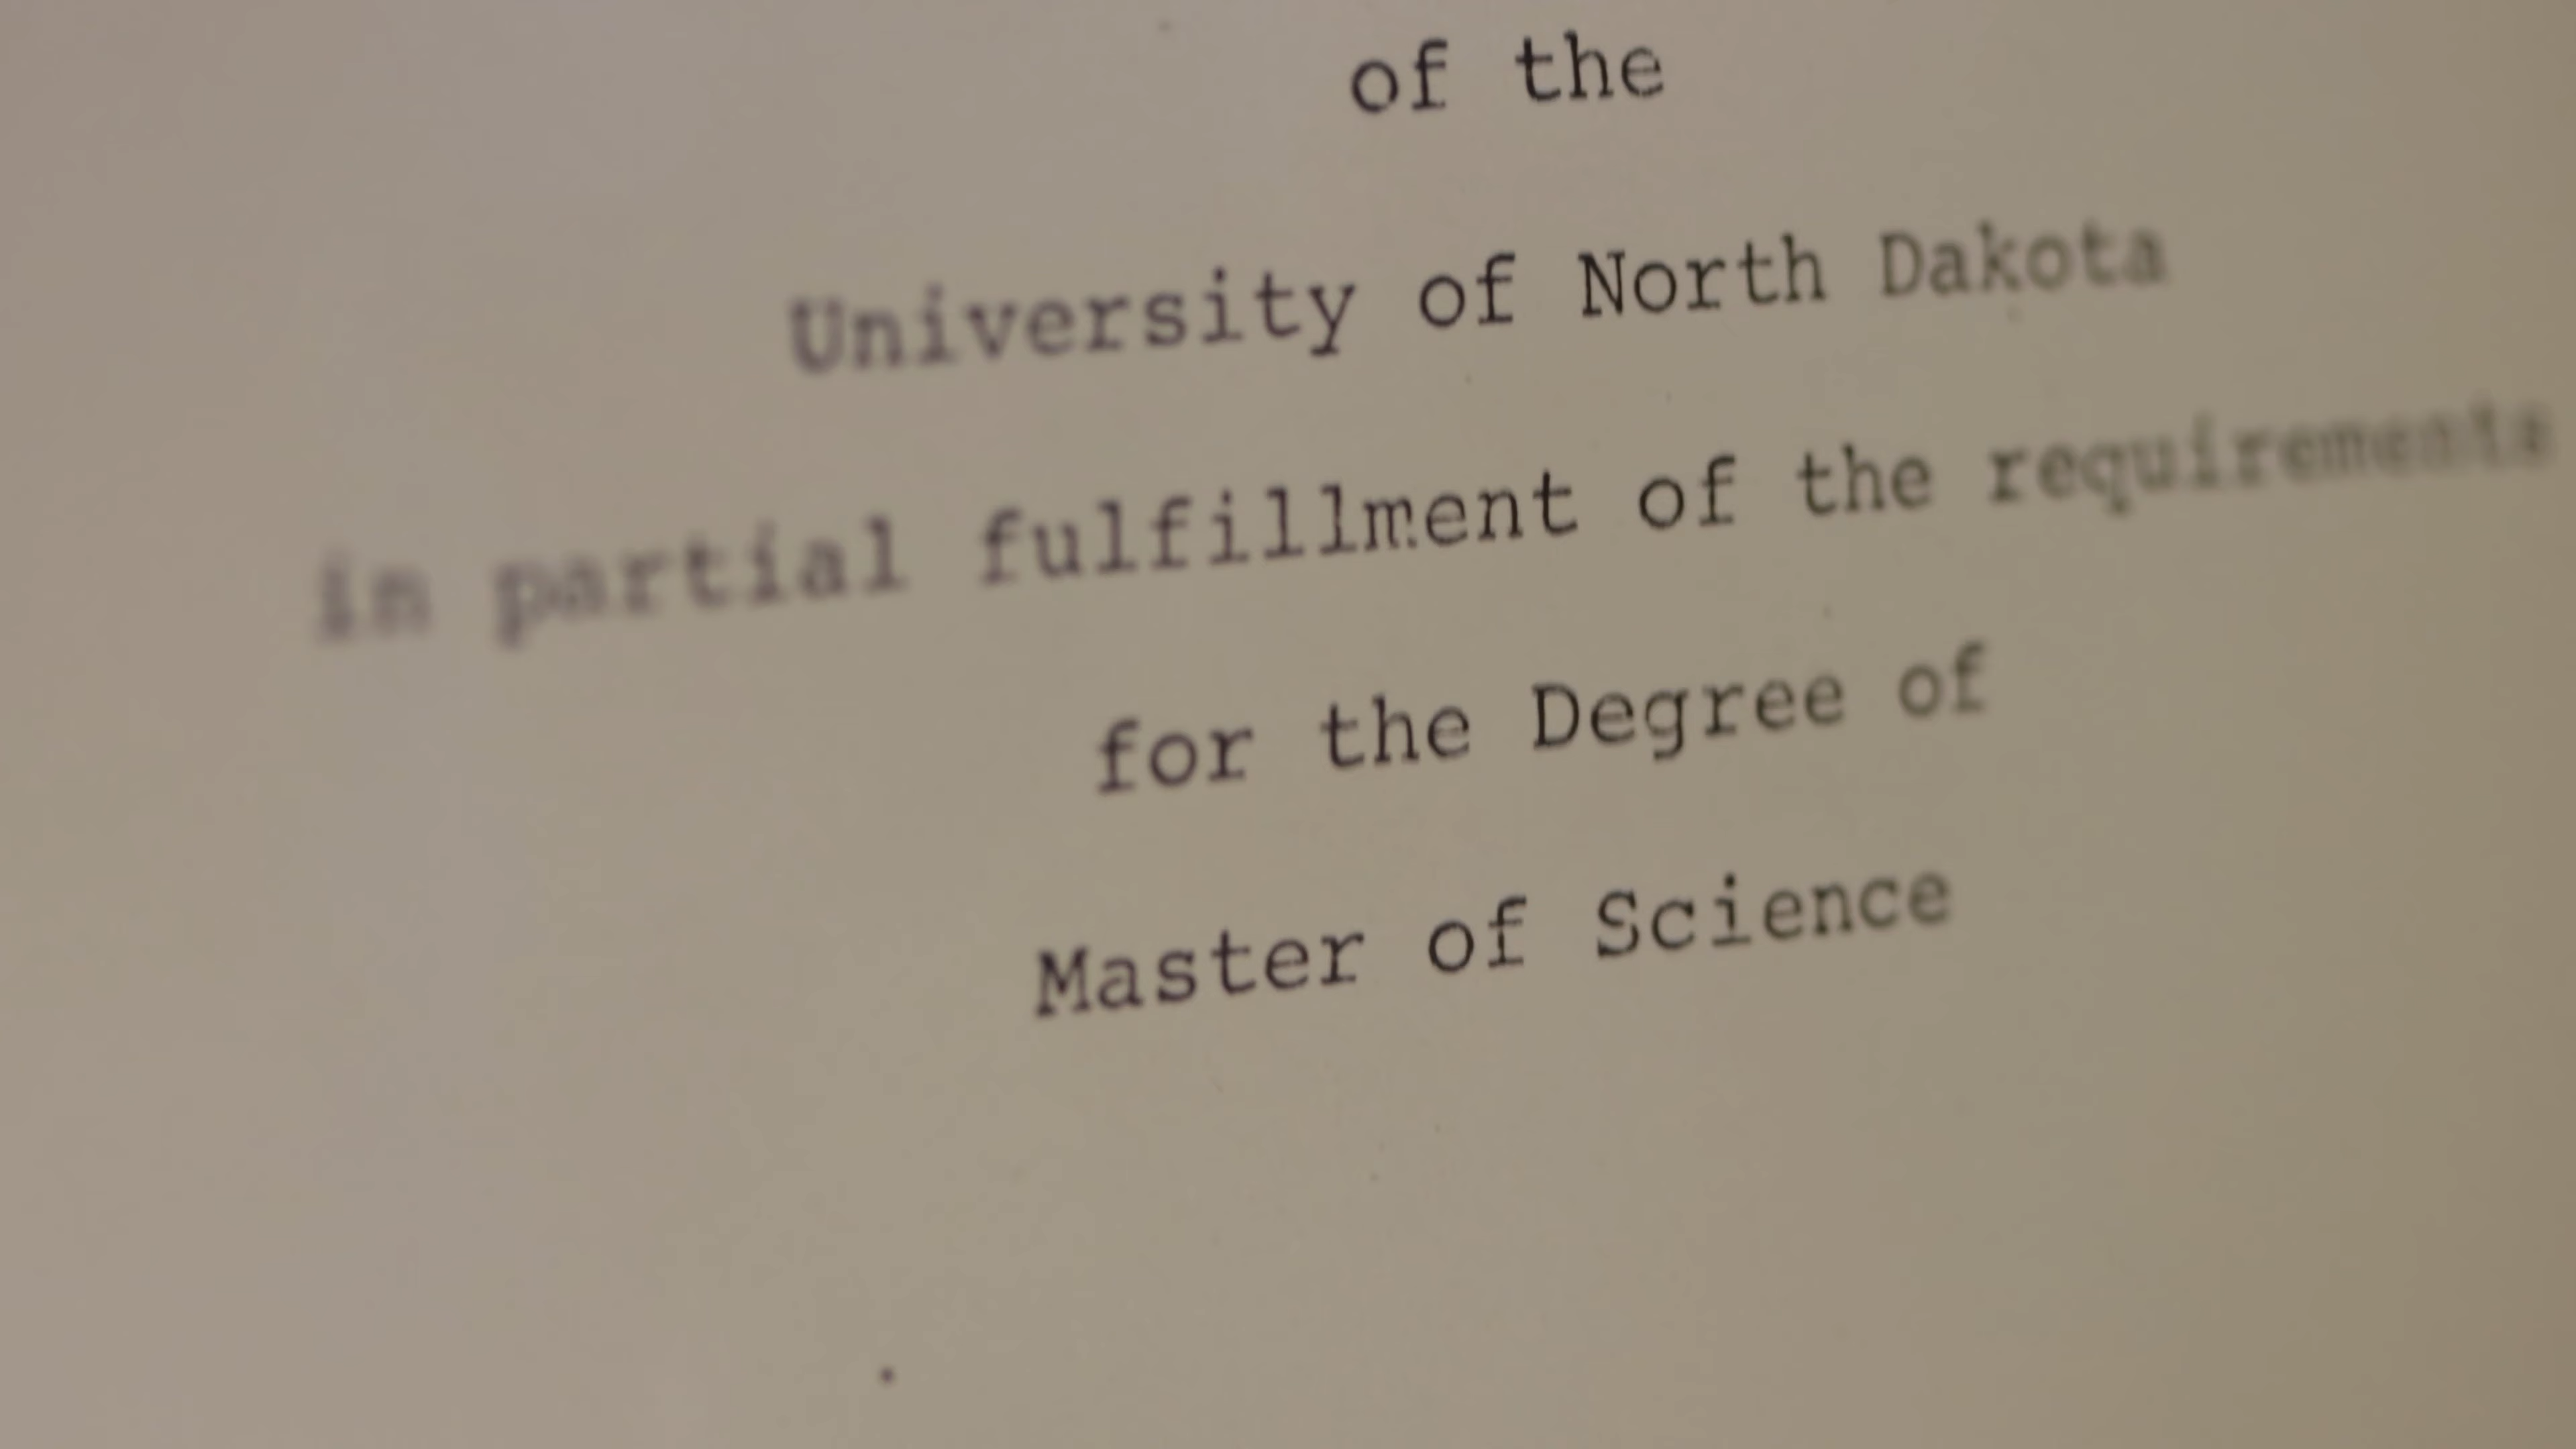 of the
University of North Dakota
in partial fulfillment of the requirements
for the Degree of
Master of Science